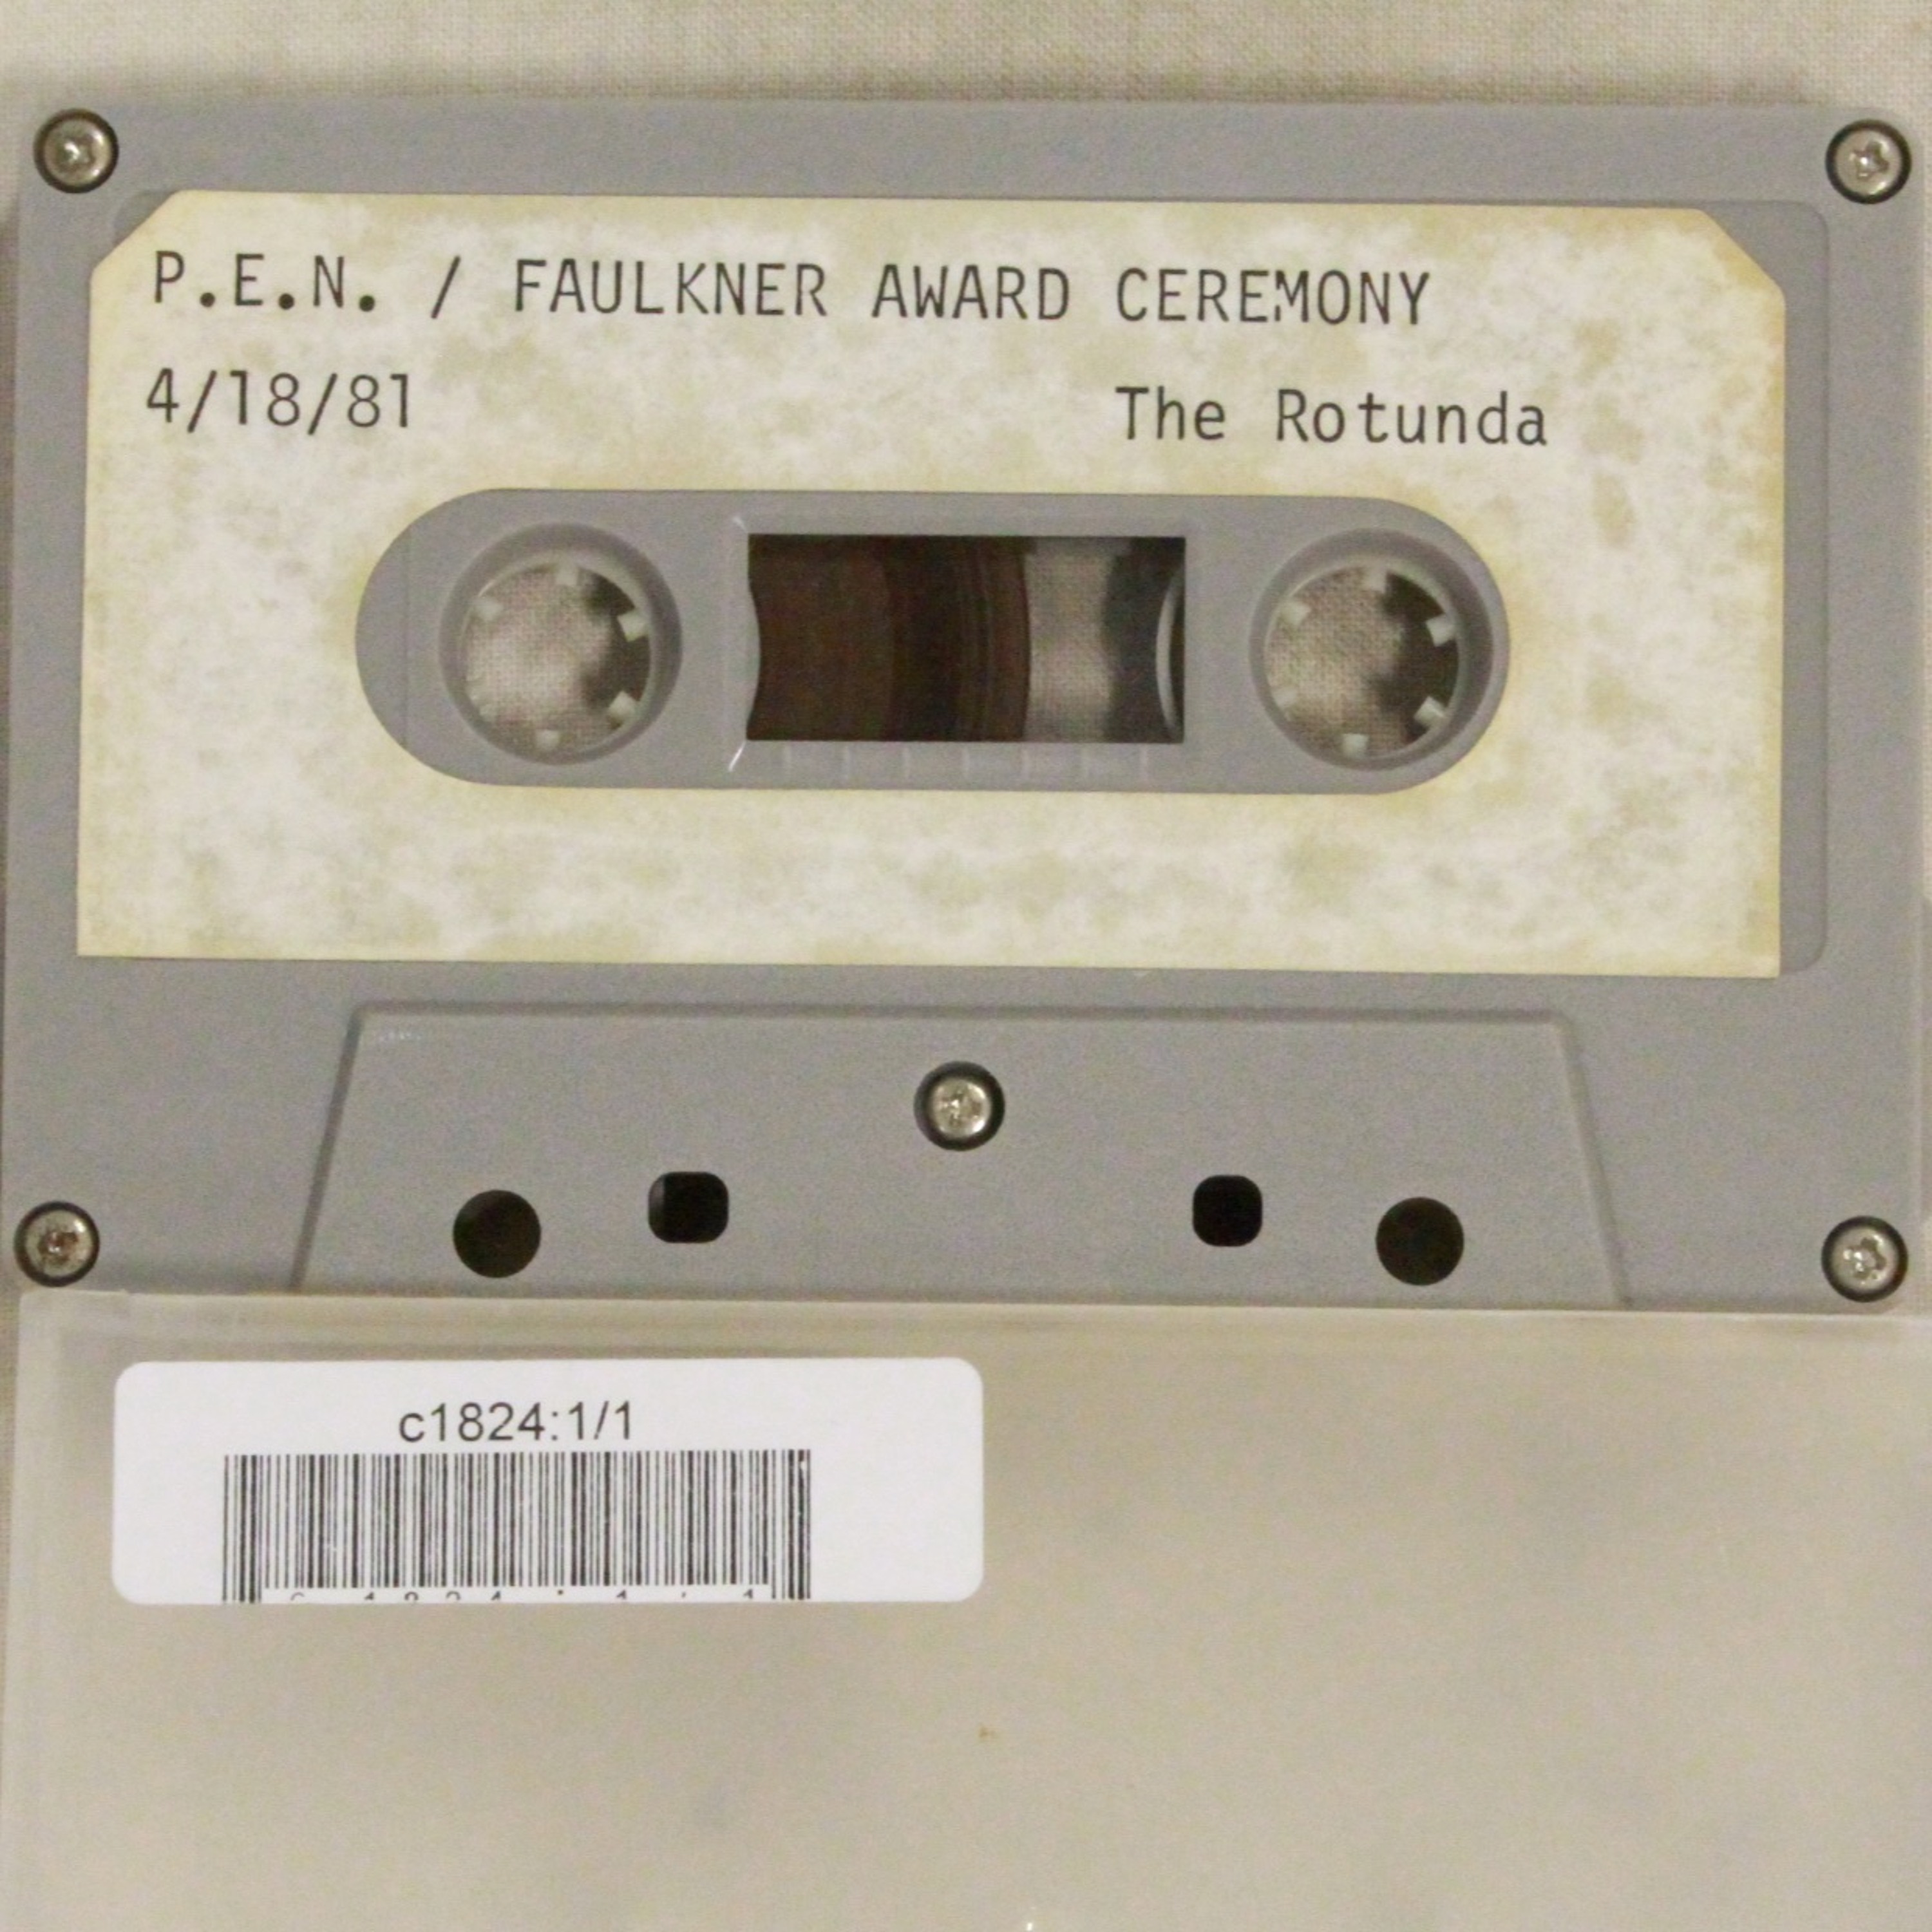 P.E.N. / FAULKNER AWARD CEREMONY
4/18/81 The Rotunda
c1824:1/1